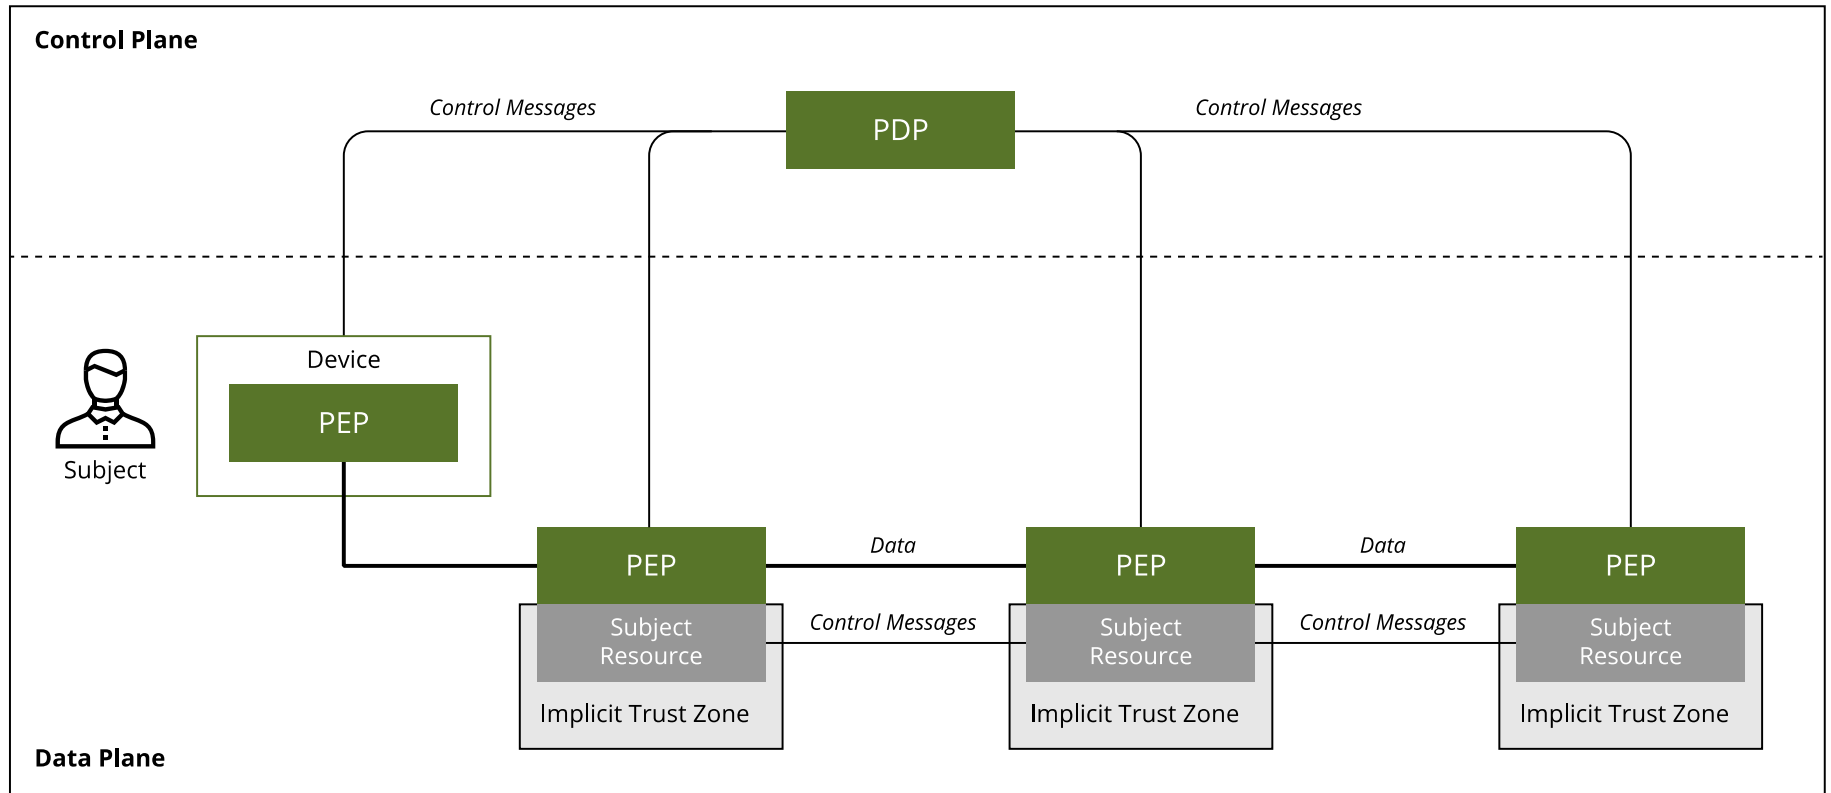 Control Plane
Control Messages
PDP
Control Messages
Device
PEP
Subject
PEP
Data
PEP
Data
PEP
Subject
Resource
Control Messages
Subject
Resource
Control Messages
Subject
Resource
Implicit Trust Zone
Implicit Trust Zone
Implicit Trust Zone
Data Plane